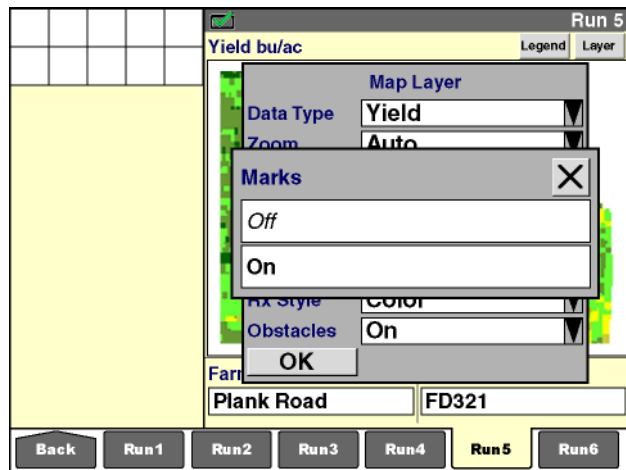 Run 5
Yield bu/ac
Legend
Layer
Map Layer
Data Type
Yield
Zoom
Auto
Marks
Off
On
Rx Style
Color
Obstacles
On
OK
Plank Road
FD321
Back
Run1
Run2
Run3
Run4
Run5
Run6